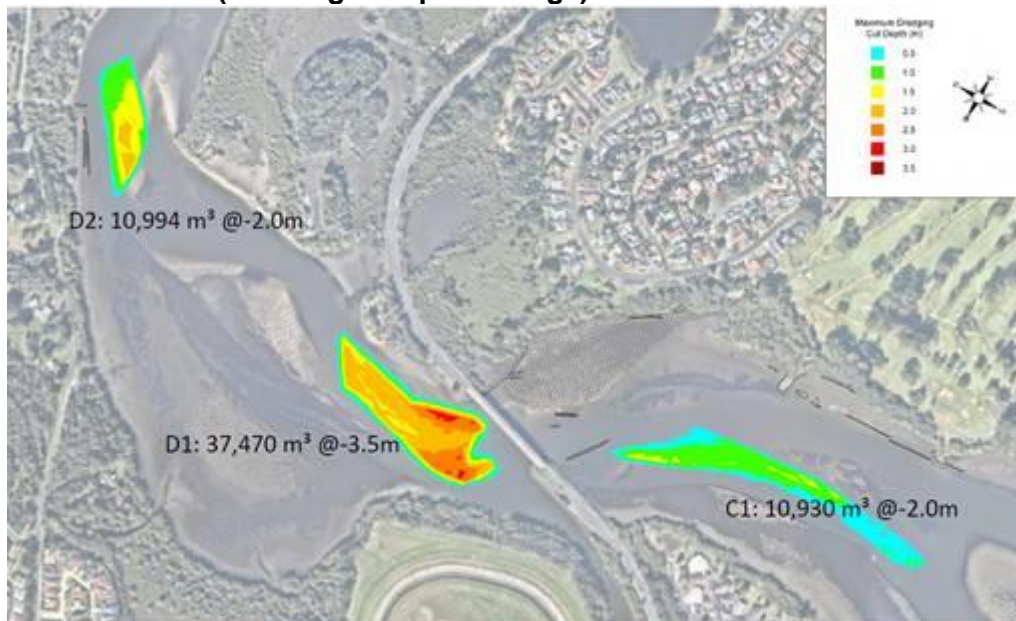 Maximum Dredging
Cut Depth (m)
0.5
1.0
1.5
2.0
2.5
3.0
3.5
D2: 10,994 m³ @-2.0m
D1: 37,470 m³ @-3.5m
C1: 10,930 m³ @-2.0m